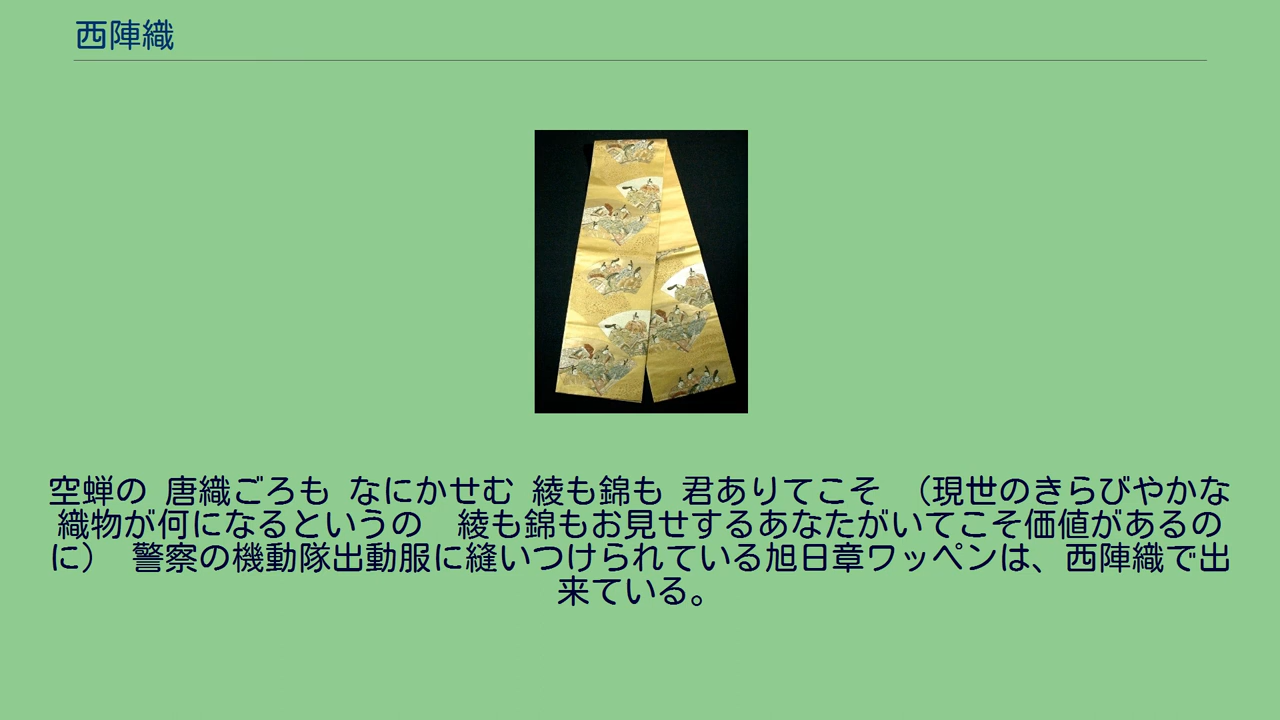 西陣織
空蝉の 唐織ごろも なにかせむ 綾も錦も 君ありてこそ （現世のきらびやかな
織物が何になるというの　綾も錦もお見せするあなたがいてこそ価値があるの
に） 警察の機動隊出動服に縫いつけられている旭日章ワッペンは、西陣織で出
来ている。